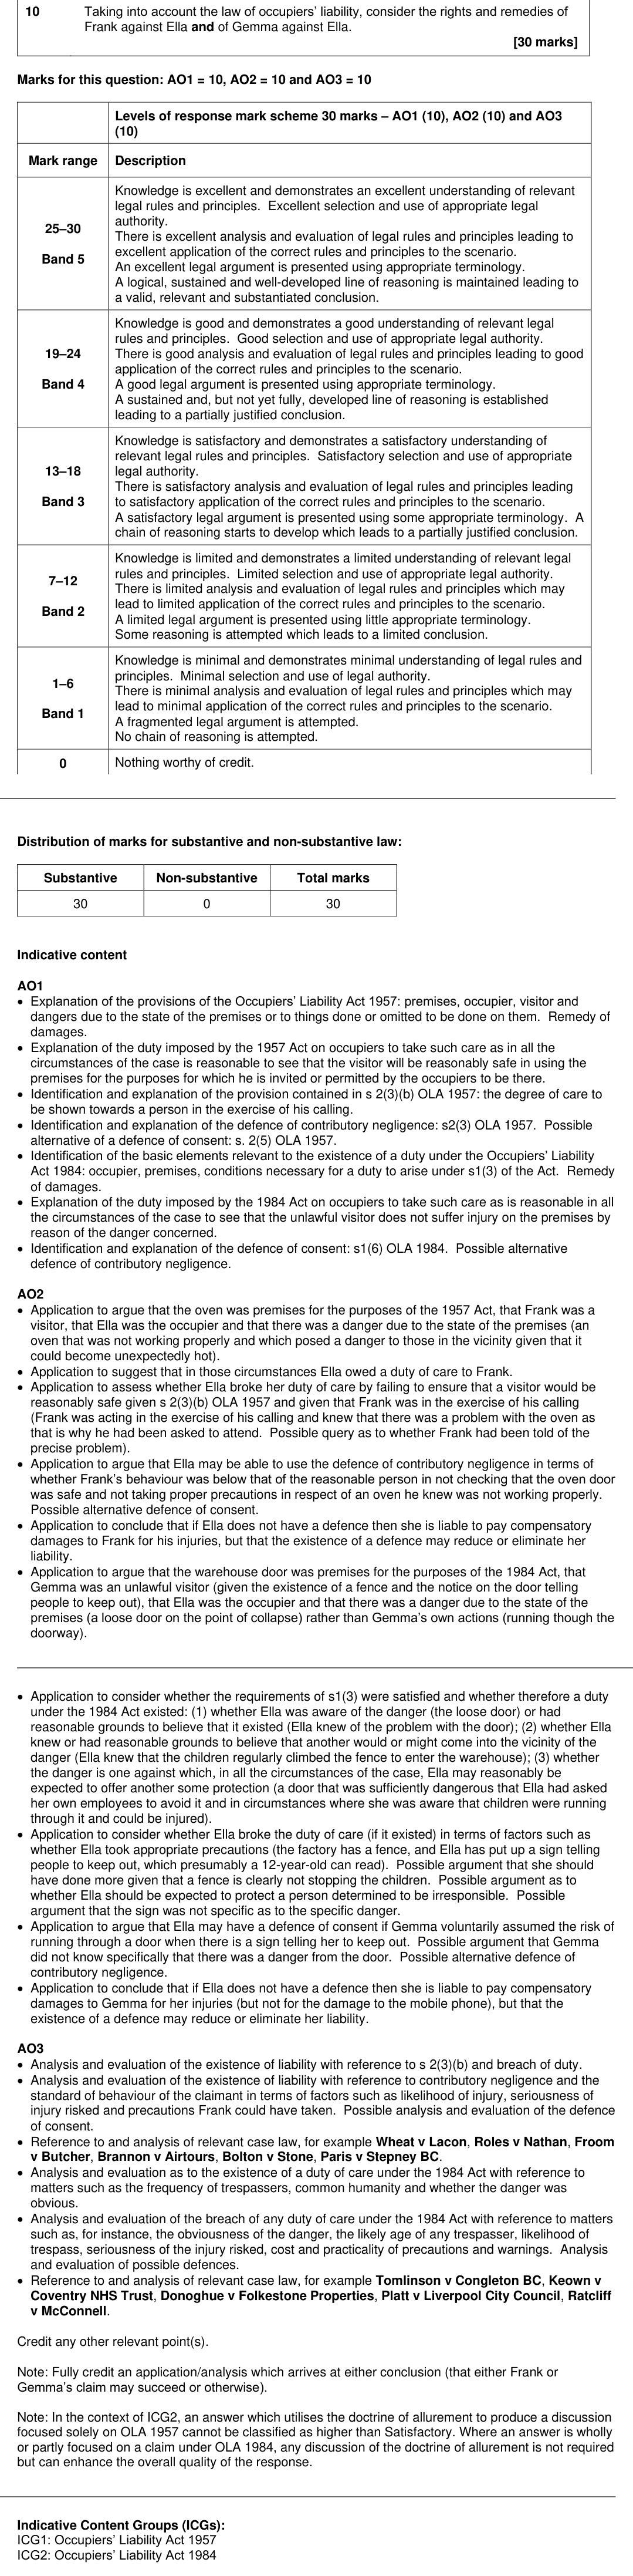 10 Taking into account the law of occupiers' liability, consider the rights and remedies of
Frank against Ella and of Gemma against Ella.
[30 marks]
Marks for this question: AO1 = 10, AO2 = 10 and AO3 = 10
Levels of response mark scheme 30 marks – AO1 (10), AO2 (10) and AO3
(10)
Mark range Description
25–30
Band 5
Knowledge is excellent and demonstrates an excellent understanding of relevant
legal rules and principles. Excellent selection and use of appropriate legal
authority.
There is excellent analysis and evaluation of legal rules and principles leading to
excellent application of the correct rules and principles to the scenario.
An excellent legal argument is presented using appropriate terminology.
A logical, sustained and well-developed line of reasoning is maintained leading to
a valid, relevant and substantiated conclusion.
19–24
Band 4
Knowledge is good and demonstrates a good understanding of relevant legal
rules and principles. Good selection and use of appropriate legal authority.
There is good analysis and evaluation of legal rules and principles leading to good
application of the correct rules and principles to the scenario.
A good legal argument is presented using appropriate terminology.
A sustained and, but not yet fully, developed line of reasoning is established
leading to a partially justified conclusion.
13–18
Band 3
Knowledge is satisfactory and demonstrates a satisfactory understanding of
relevant legal rules and principles. Satisfactory selection and use of appropriate
legal authority.
There is satisfactory analysis and evaluation of legal rules and principles leading
to satisfactory application of the correct rules and principles to the scenario.
A satisfactory legal argument is presented using some appropriate terminology. A
chain of reasoning starts to develop which leads to a partially justified conclusion.
7–12
Band 2
Knowledge is limited and demonstrates a limited understanding of relevant legal
rules and principles. Limited selection and use of appropriate legal authority.
There is limited analysis and evaluation of legal rules and principles which may
lead to limited application of the correct rules and principles to the scenario.
A limited legal argument is presented using little appropriate terminology.
Some reasoning is attempted which leads to a limited conclusion.
1–6
Band 1
Knowledge is minimal and demonstrates minimal understanding of legal rules and
principles. Minimal selection and use of legal authority.
There is minimal analysis and evaluation of legal rules and principles which may
lead to minimal application of the correct rules and principles to the scenario.
A fragmented legal argument is attempted.
No chain of reasoning is attempted.
0 Nothing worthy of credit.
Distribution of marks for substantive and non-substantive law:
Substantive Non-substantive Total marks
30 0 30
Indicative content
AO1
• Explanation of the provisions of the Occupiers' Liability Act 1957: premises, occupier, visitor and
dangers due to the state of the premises or to things done or omitted to be done on them. Remedy of
damages.
• Explanation of the duty imposed by the 1957 Act on occupiers to take such care as in all the
circumstances of the case is reasonable to see that the visitor will be reasonably safe in using the
premises for the purposes for which he is invited or permitted by the occupiers to be there.
• Identification and explanation of the provision contained in s 2(3)(b) OLA 1957: the degree of care to
be shown towards a person in the exercise of his calling.
• Identification and explanation of the defence of contributory negligence: s2(3) OLA 1957. Possible
alternative of a defence of consent: s. 2(5) OLA 1957.
• Identification of the basic elements relevant to the existence of a duty under the Occupiers' Liability
Act 1984: occupier, premises, conditions necessary for a duty to arise under s1(3) of the Act. Remedy
of damages.
• Explanation of the duty imposed by the 1984 Act on occupiers to take such care as is reasonable in all
the circumstances of the case to see that the unlawful visitor does not suffer injury on the premises by
reason of the danger concerned.
• Identification and explanation of the defence of consent: s1(6) OLA 1984. Possible alternative
defence of contributory negligence.
AO2
• Application to argue that the oven was premises for the purposes of the 1957 Act, that Frank was a
visitor, that Ella was the occupier and that there was a danger due to the state of the premises (an
oven that was not working properly and which posed a danger to those in the vicinity given that it
could become unexpectedly hot).
• Application to suggest that in those circumstances Ella owed a duty of care to Frank.
• Application to assess whether Ella broke her duty of care by failing to ensure that a visitor would be
reasonably safe given s 2(3)(b) OLA 1957 and given that Frank was in the exercise of his calling
(Frank was acting in the exercise of his calling and knew that there was a problem with the oven as
that is why he had been asked to attend. Possible query as to whether Frank had been told of the
precise problem).
• Application to argue that Ella may be able to use the defence of contributory negligence in terms of
whether Frank's behaviour was below that of the reasonable person in not checking that the oven door
was safe and not taking proper precautions in respect of an oven he knew was not working properly.
Possible alternative defence of consent.
• Application to conclude that if Ella does not have a defence then she is liable to pay compensatory
damages to Frank for his injuries, but that the existence of a defence may reduce or eliminate her
liability.
• Application to argue that the warehouse door was premises for the purposes of the 1984 Act, that
Gemma was an unlawful visitor (given the existence of a fence and the notice on the door telling
people to keep out), that Ella was the occupier and that there was a danger due to the state of the
premises (a loose door on the point of collapse) rather than Gemma's own actions (running though the
doorway).
• Application to consider whether the requirements of s1(3) were satisfied and whether therefore a duty
under the 1984 Act existed: (1) whether Ella was aware of the danger (the loose door) or had
reasonable grounds to believe that it existed (Ella knew of the problem with the door); (2) whether Ella
knew or had reasonable grounds to believe that another would or might come into the vicinity of the
danger (Ella knew that the children regularly climbed the fence to enter the warehouse); (3) whether
the danger is one against which, in all the circumstances of the case, Ella may reasonably be
expected to offer another some protection (a door that was sufficiently dangerous that Ella had asked
her own employees to avoid it and in circumstances where she was aware that children were running
through it and could be injured).
• Application to consider whether Ella broke the duty of care (if it existed) in terms of factors such as
whether Ella took appropriate precautions (the factory has a fence, and Ella has put up a sign telling
people to keep out, which presumably a 12-year-old can read). Possible argument that she should
have done more given that a fence is clearly not stopping the children. Possible argument as to
whether Ella should be expected to protect a person determined to be irresponsible. Possible
argument that the sign was not specific as to the specific danger.
• Application to argue that Ella may have a defence of consent if Gemma voluntarily assumed the risk of
running through a door when there is a sign telling her to keep out. Possible argument that Gemma
did not know specifically that there was a danger from the door. Possible alternative defence of
contributory negligence.
• Application to conclude that if Ella does not have a defence then she is liable to pay compensatory
damages to Gemma for her injuries (but not for the damage to the mobile phone), but that the
existence of a defence may reduce or eliminate her liability.
AO3
• Analysis and evaluation of the existence of liability with reference to s 2(3)(b) and breach of duty.
• Analysis and evaluation of the existence of liability with reference to contributory negligence and the
standard of behaviour of the claimant in terms of factors such as likelihood of injury, seriousness of
injury risked and precautions Frank could have taken. Possible analysis and evaluation of the defence
of consent.
• Reference to and analysis of relevant case law, for example Wheat v Lacon, Roles v Nathan, Froom
v Butcher, Brannon v Airtours, Bolton v Stone, Paris v Stepney BC.
• Analysis and evaluation as to the existence of a duty of care under the 1984 Act with reference to
matters such as the frequency of trespassers, common humanity and whether the danger was
obvious.
• Analysis and evaluation of the breach of any duty of care under the 1984 Act with reference to matters
such as, for instance, the obviousness of the danger, the likely age of any trespasser, likelihood of
trespass, seriousness of the injury risked, cost and practicality of precautions and warnings. Analysis
and evaluation of possible defences.
• Reference to and analysis of relevant case law, for example Tomlinson v Congleton BC, Keown v
Coventry NHS Trust, Donoghue v Folkestone Properties, Platt v Liverpool City Council, Ratcliff
v McConnell.
Credit any other relevant point(s).
Note: Fully credit an application/analysis which arrives at either conclusion (that either Frank or
Gemma's claim may succeed or otherwise).
Note: In the context of ICG2, an answer which utilises the doctrine of allurement to produce a discussion
focused solely on OLA 1957 cannot be classified as higher than Satisfactory. Where an answer is wholly
or partly focused on a claim under OLA 1984, any discussion of the doctrine of allurement is not required
but can enhance the overall quality of the response.
Indicative Content Groups (ICGs):
ICG1: Occupiers' Liability Act 1957
ICG2: Occupiers' Liability Act 1984